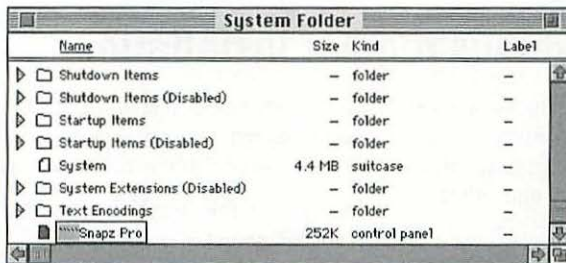 System Folder
Name Size Kind Label
Shutdown Items – folder –
Shutdown Items (Disabled) – folder –
Startup Items – folder –
Startup Items (Disabled) – folder –
System 4.4 MB suitcase –
System Extensions (Disabled) – folder –
Text Encodings – folder –
Snapz Pro 252K control panel –